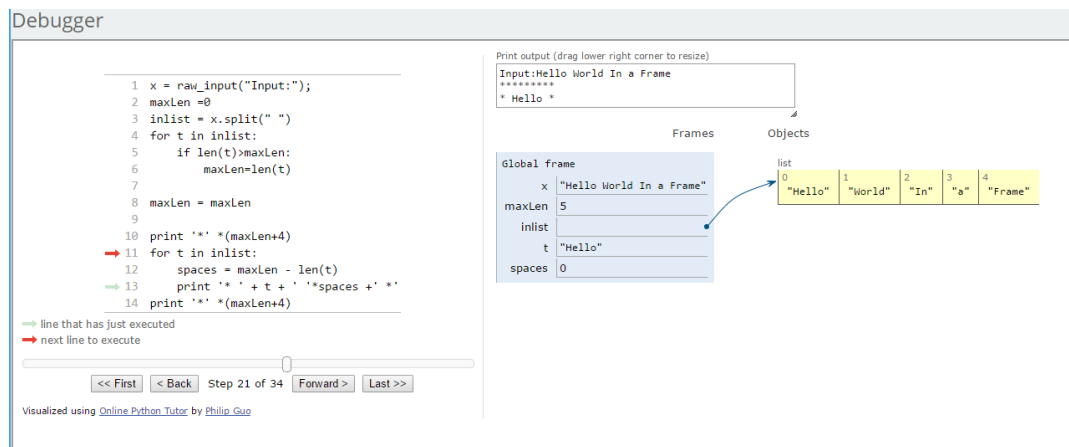 Debugger
1 x = raw_input("Input:");
2 maxLen =0
3 inlist = x.split(" ")
4 for t in inlist:
5 if len(t)>maxLen:
6 maxLen=len(t)
7
8 maxLen = maxLen
9
10 print '*' *(maxLen+4)
11 for t in inlist:
12 spaces = maxLen - len(t)
13 print '* ' + t + ' '*spaces +' *'
14 print '*' *(maxLen+4)
line that has just executed
next line to execute
<< First < Back Step 21 of 34 Forward > Last >>
Visualized using Online Python Tutor by Philip Guo
Print output (drag lower right corner to resize)
Input:Hello World In a Frame
*********
* Hello *
Frames Objects
Global frame
x "Hello World In a Frame"
maxLen 5
inlist
t "Hello"
spaces 0
list
0 1 2 3 4
"Hello" "World" "In" "a" "Frame"